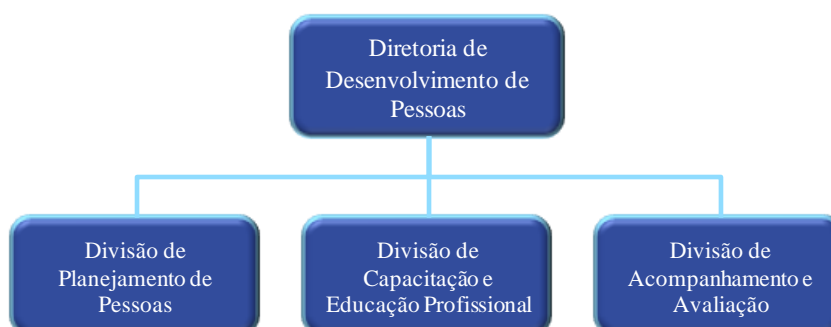 Diretoria de
Desenvolvimento de
Pessoas
Divisão de
Planejamento de
Pessoas
Divisão de
Capacitação e
Educação Profissional
Divisão de
Acompanhamento e
Avaliação